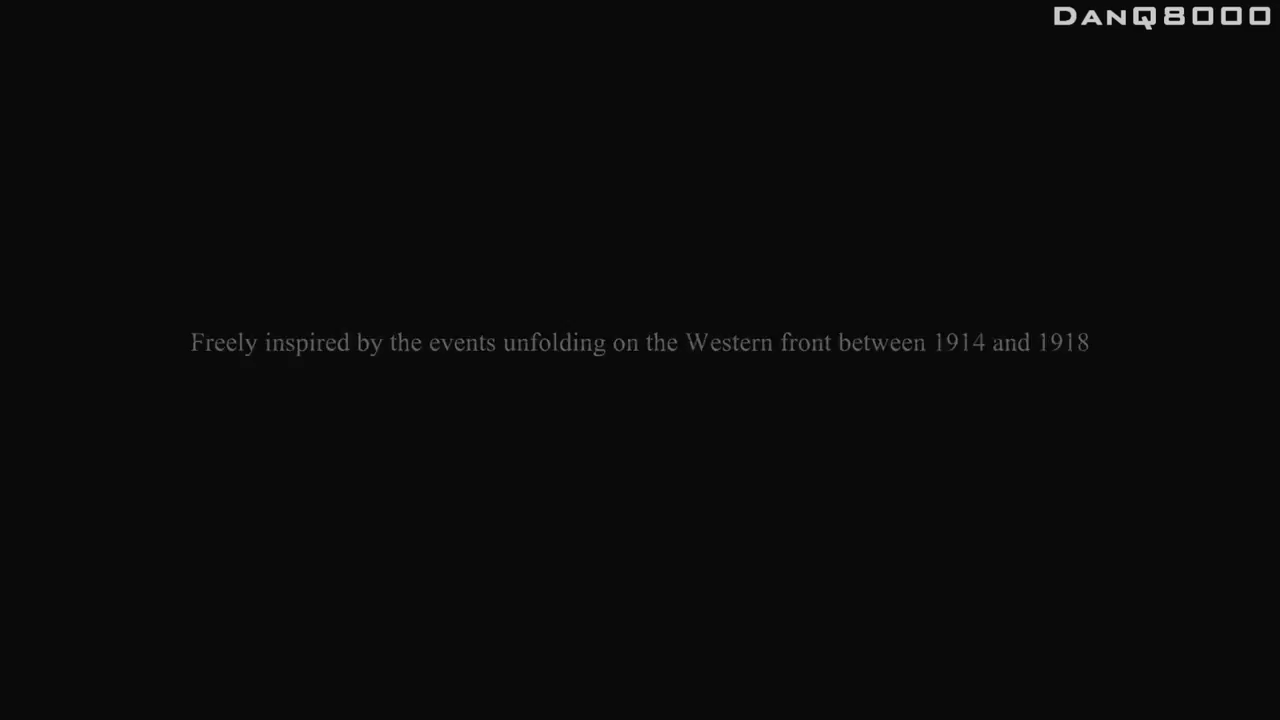 DanQ8000
Freely inspired by the events unfolding on the Western front between 1914 and 1918